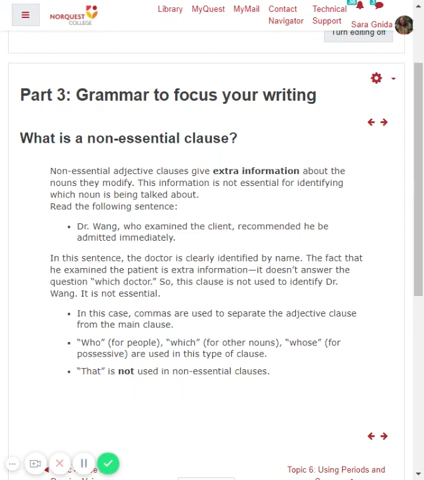 Library MyQuest MyMail Contact Navigator Technical Support Sara Gnida
NORQUEST
COLLEGE
Turn editing off
Part 3: Grammar to focus your writing
What is a non-essential clause?
Non-essential adjective clauses give extra information about the
nouns they modify. This information is not essential for identifying
which noun is being talked about.
Read the following sentence:
• Dr. Wang, who examined the client, recommended he be
admitted immediately.
In this sentence, the doctor is clearly identified by name. The fact that
he examined the patient is extra information—it doesn't answer the
question “which doctor.” So, this clause is not used to identify Dr.
Wang. It is not essential.
• In this case, commas are used to separate the adjective clause
from the main clause.
• “Who” (for people), “which” (for other nouns), “whose” (for
possessive) are used in this type of clause.
• “That” is not used in non-essential clauses.
Topic 6: Using Periods and